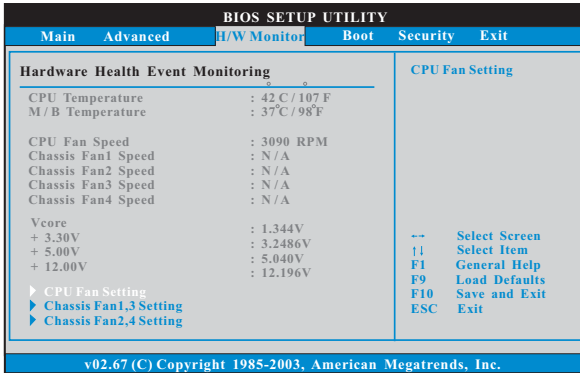 BIOS SETUP UTILITY
Main Advanced H/W Monitor Boot Security Exit
Hardware Health Event Monitoring
CPU Temperature : 42°C / 107°F
M / B Temperature : 37°C / 98°F
CPU Fan Speed : 3090 RPM
Chassis Fan1 Speed : N / A
Chassis Fan2 Speed : N / A
Chassis Fan3 Speed : N / A
Chassis Fan4 Speed : N / A
Vcore : 1.344V
+ 3.30V : 3.2486V
+ 5.00V : 5.040V
+ 12.00V : 12.196V
CPU Fan Setting
Chassis Fan1,3 Setting
Chassis Fan2,4 Setting
CPU Fan Setting
←→ Select Screen
↑↓ Select Item
F1 General Help
F9 Load Defaults
F10 Save and Exit
ESC Exit
v02.67 (C) Copyright 1985-2003, American Megatrends, Inc.